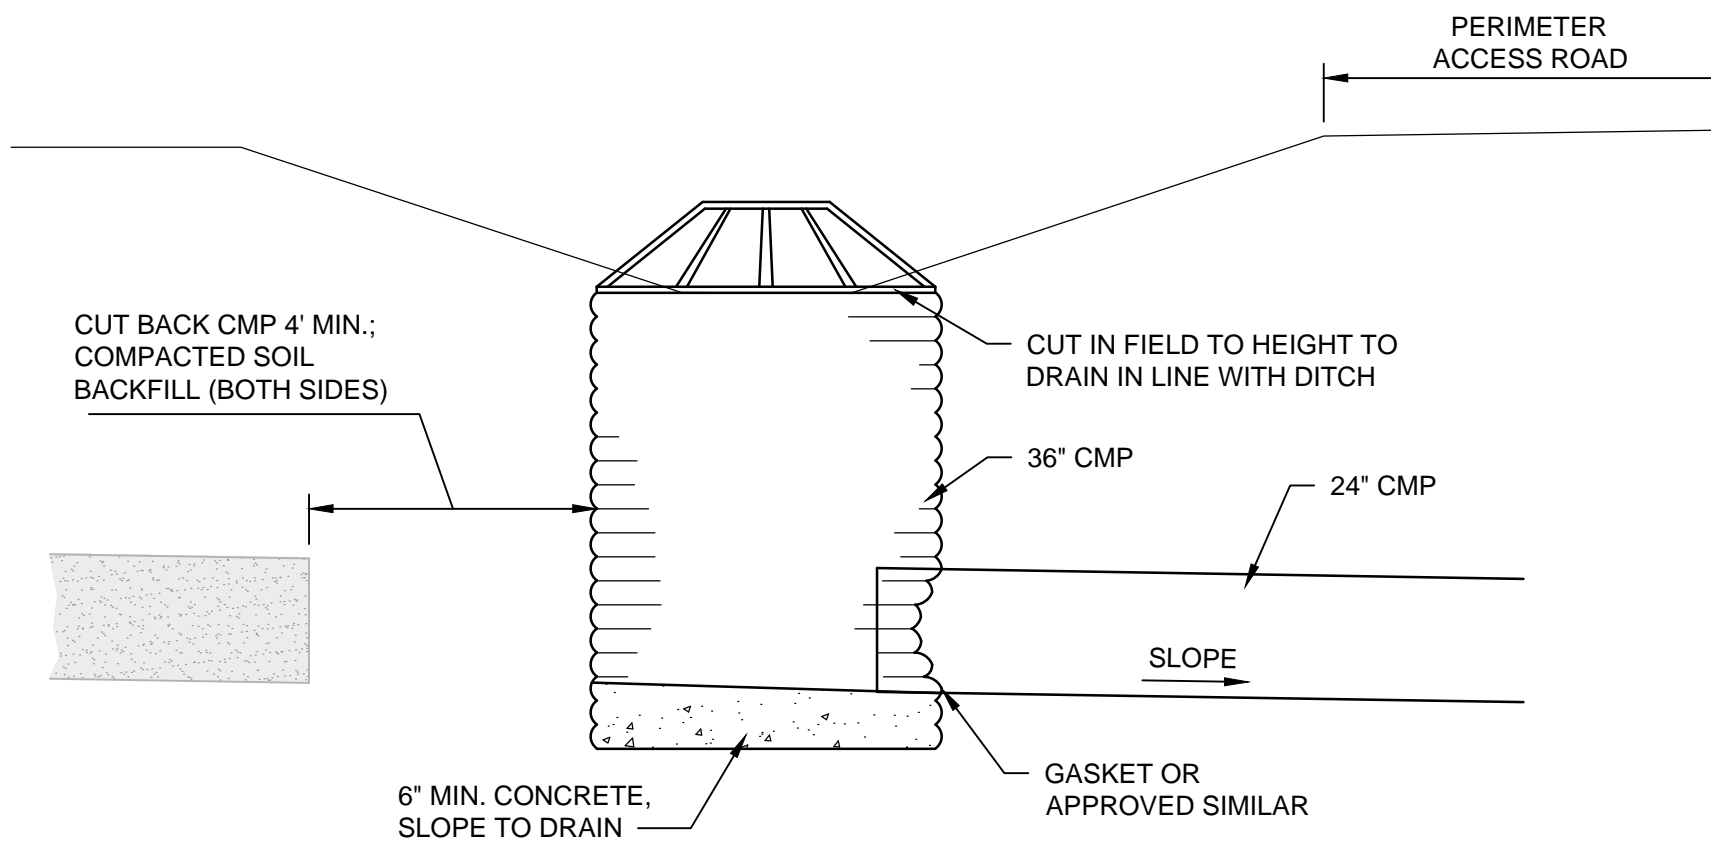 PERIMETER
ACCESS ROAD
CUT BACK CMP 4' MIN.;
COMPACTED SOIL
BACKFILL (BOTH SIDES)
CUT IN FIELD TO HEIGHT TO
DRAIN IN LINE WITH DITCH
36" CMP
24" CMP
SLOPE
GASKET OR
APPROVED SIMILAR
6" MIN. CONCRETE,
SLOPE TO DRAIN